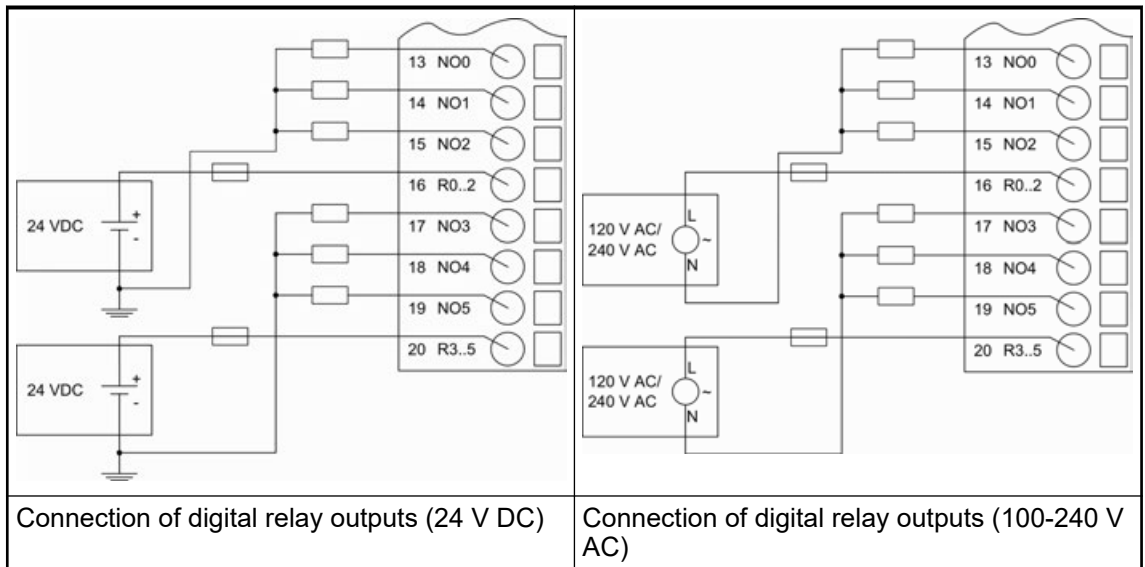 13 NO0
14 NO1
15 NO2
16 R0..2
17 NO3
18 NO4
19 NO5
20 R3..5
24 VDC
+
-
24 VDC
+
-
Connection of digital relay outputs (24 V DC)
13 NO0
14 NO1
15 NO2
16 R0..2
17 NO3
18 NO4
19 NO5
20 R3..5
L
120 V AC/
240 V AC
~
N
L
120 V AC/
240 V AC
~
N
Connection of digital relay outputs (100-240 V
AC)